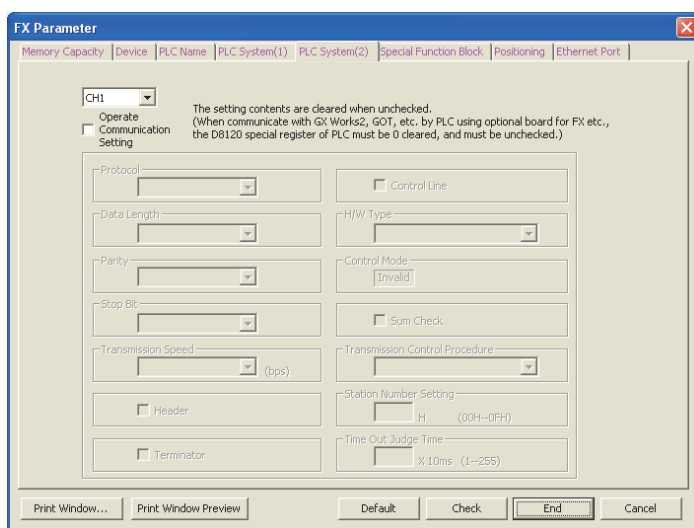 FX Parameter
Memory Capacity Device PLC Name PLC System(1) PLC System(2) Special Function Block Positioning Ethernet Port
CH1
Operate
Communication
Setting
The setting contents are cleared when unchecked.
(When communicate with GX Works2, GOT, etc. by PLC using optional board for FX etc.,
the D8120 special register of PLC must be 0 cleared, and must be unchecked.)
Protocol
Control Line
Data Length
H/W Type
Parity
Control Mode
Invalid
Stop Bit
Sum Check
Transmission Speed
(bps)
Transmission Control Procedure
Header
Station Number Setting
H (00H--0FH)
Terminator
Time Out Judge Time
X 10ms (1--255)
Print Window... Print Window Preview Default Check End Cancel